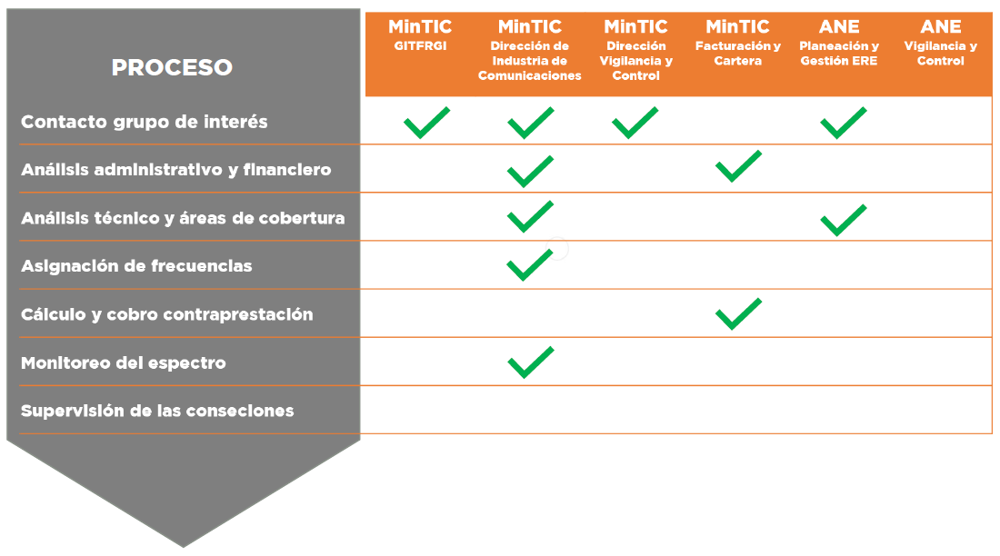 PROCESO
MinTIC
GITFRGI
MinTIC
Dirección de
Industria de
Comunicaciones
MinTIC
Dirección
Vigilancia y
Control
MinTIC
Facturación y
Cartera
ANE
Planeación y
Gestión ERE
ANE
Vigilancia y
Control
Contacto grupo de interés
Análisis administrativo y financiero
Análisis técnico y áreas de cobertura
Asignación de frecuencias
Cálculo y cobro contraprestación
Monitoreo del espectro
Supervisión de las conseciones